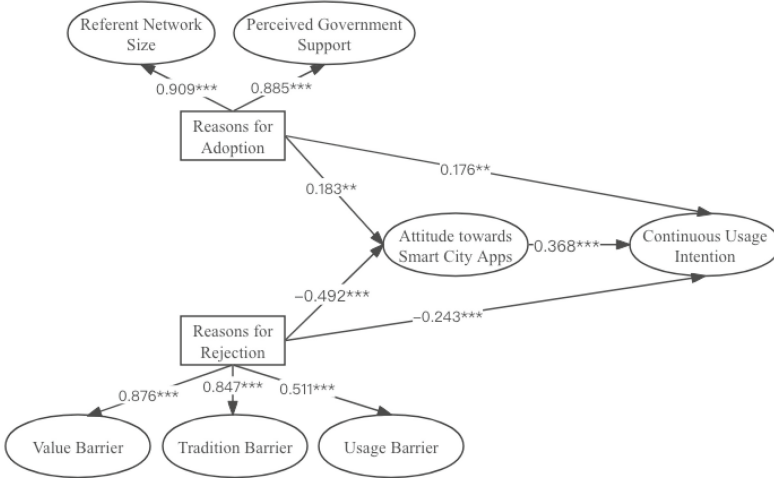 Referent Network
Size
Perceived Government
Support
0.909***
0.885***
Reasons for
Adoption
0.176**
0.183**
Attitude towards
Smart City Apps
0.368***
Continuous Usage
Intention
−0.492***
−0.243***
Reasons for
Rejection
0.876***
0.847***
0.511***
Value Barrier
Tradition Barrier
Usage Barrier